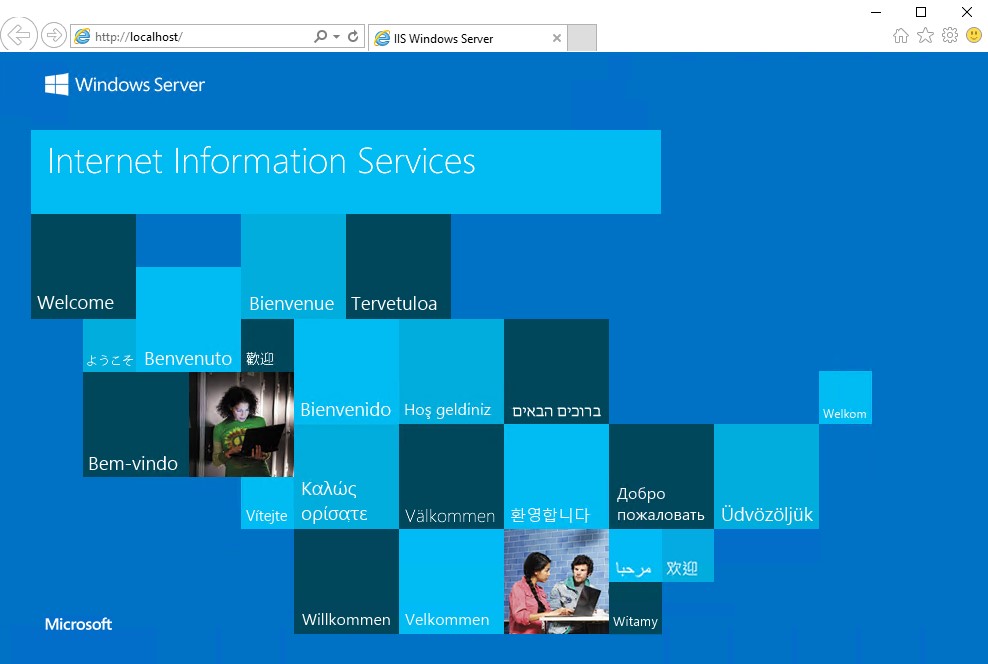 http://localhost/
IIS Windows Server
Windows Server
Internet Information Services
Welcome
Bienvenue
Tervetuloa
ようこそ
Benvenuto
歡迎
Bienvenido
Hoş geldiniz
ברוכים הבאים
Welkom
Bem-vindo
Vítejte
Καλώς
ορίσατε
Välkommen
환영합니다
Добро
пожаловать
Üdvözöljük
مرحبا
欢迎
Willkommen
Velkommen
Witamy
Microsoft